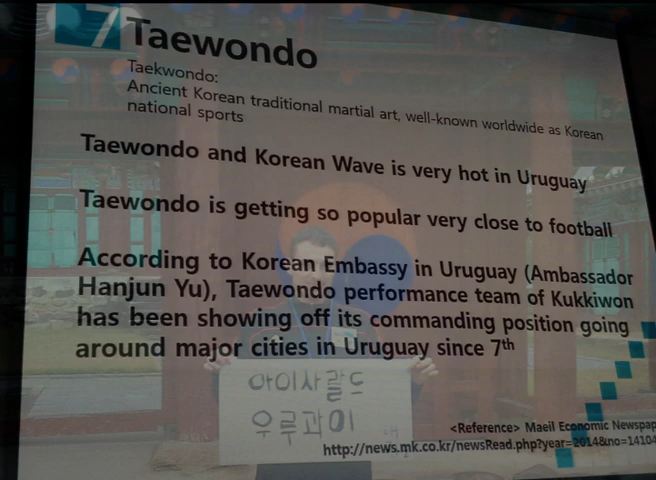 7 Taewondo
Taekwondo:
Ancient Korean traditional martial art, well-known worldwide as Korean
national sports
Taewondo and Korean Wave is very hot in Uruguay
Taewondo is getting so popular very close to football
According to Korean Embassy in Uruguay (Ambassador
Hanjun Yu), Taewondo performance team of Kukkiwon
has been showing off its commanding position going
around major cities in Uruguay since 7th
아이사랄드
우루과이
<Reference> Maeil Economic Newspap
http://news.mk.co.kr/newsRead.php?year=2014&no=14104